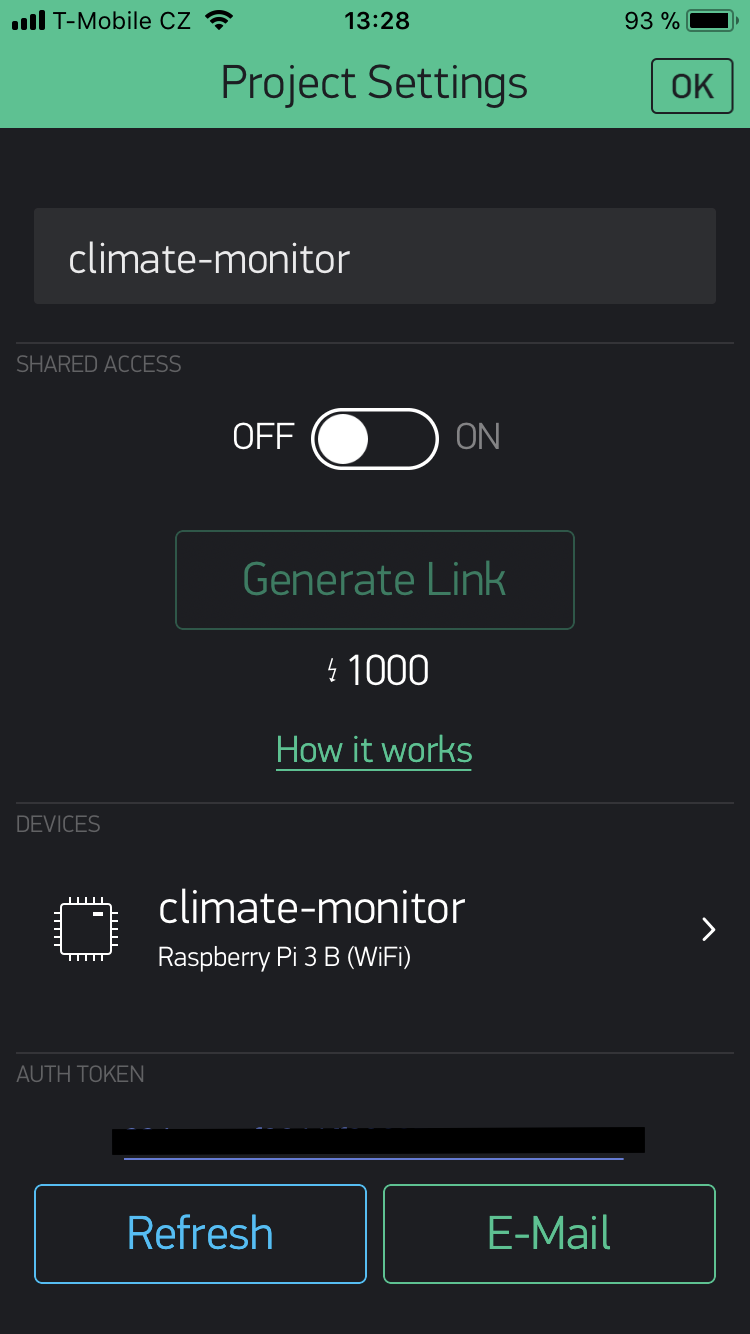 T-Mobile CZ 13:28 93 %
Project Settings OK
climate-monitor
SHARED ACCESS
OFF ON
Generate Link
1000
How it works
DEVICES
climate-monitor
Raspberry Pi 3 B (WiFi)
AUTH TOKEN
Refresh E-Mail